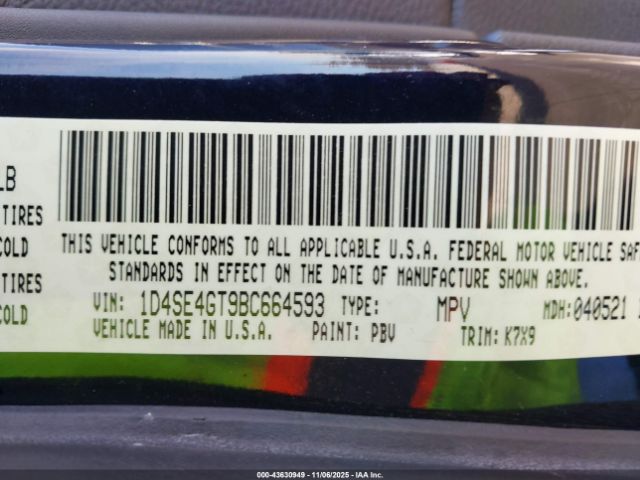 LB
TIRES
COLD
TIRES
COLD
THIS VEHICLE CONFORMS TO ALL APPLICABLE U.S.A. FEDERAL MOTOR VEHICLE SAF
STANDARDS IN EFFECT ON THE DATE OF MANUFACTURE SHOWN ABOVE.
VIN: 1D4SE4GT9BC664593 TYPE: MPV MDH:040521
VEHICLE MADE IN U.S.A. PAINT: PBV TRIM: K7X9
000-43630949 - 11/06/2025 - IAA Inc.